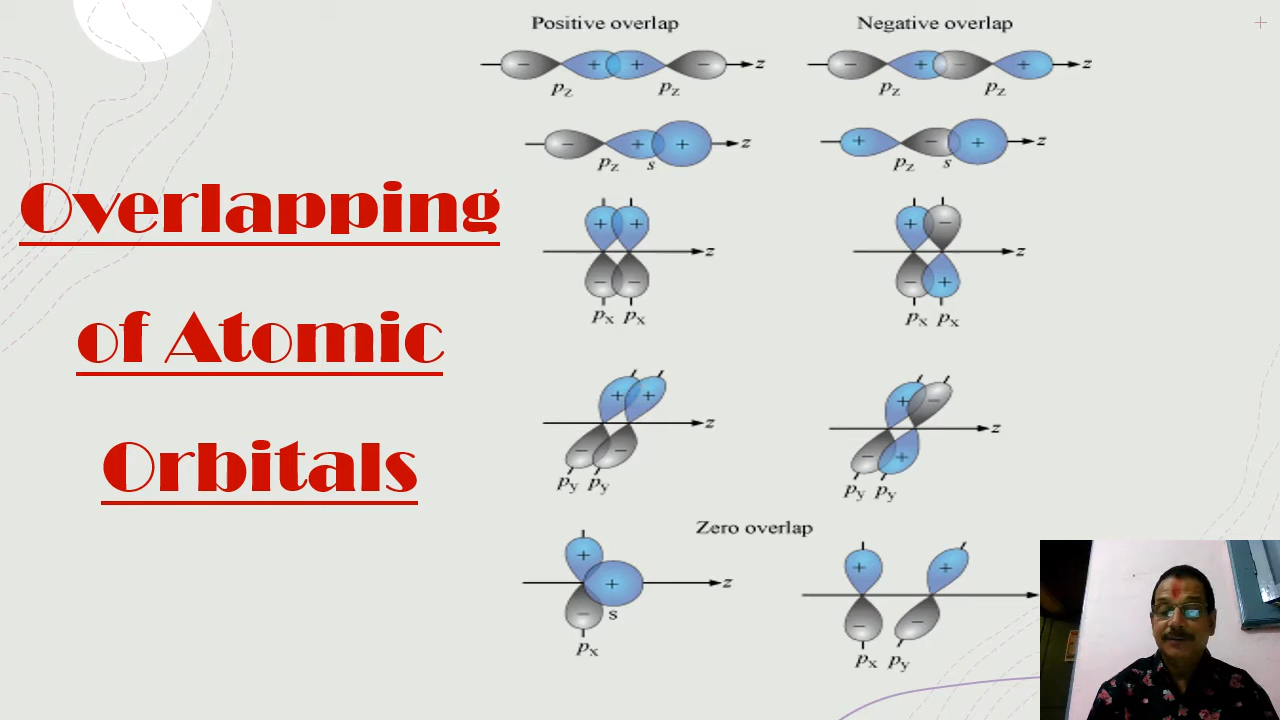 Overlapping
of Atomic
Orbitals
Positive overlap
Negative overlap
− + + − z
pz pz
− + − + z
pz pz
− + + z
pz s
+ − + z
pz s
+ +
z
− −
px px
+ −
z
− +
px px
+ +
z
− −
py py
+ −
z
− +
py py
Zero overlap
+
+ z
− s
px
+ +
− −
px py